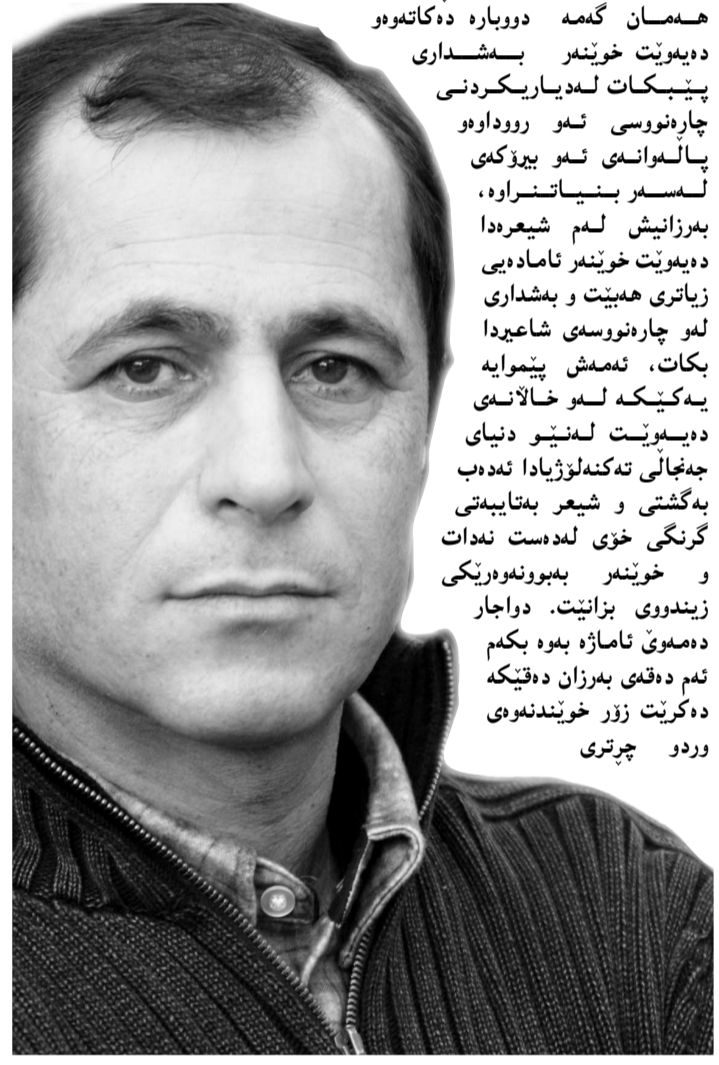 هەمان گەمە دووبارە دەکاتەوەو
دەیەوێت خوێنەر بەشداری
پێبکات لەدیاریکردنی
چارەنووسی ئەو رووداوەو
پاڵەوانەی ئەو بیرۆکەی
لەسەر بنیاتنراوە،
بەرزانیش لەم شیعرەدا
دەیەوێت خوێنەر ئامادەیی
زیاتری هەبێت و بەشداری
لەو چارەنووسەی شاعیردا
بکات، ئەمەش پێموایە
یەکێکە لەو خاڵانەی
دەیەوێت لەنێو دنیای
جەنجاڵی تەکنەلۆژیادا ئەدەب
بەگشتی و شیعر بەتایبەتی
گرنگی خۆی لەدەست نەدات
و خوێنەر بەبوونەوەرێکی
زیندووی بزانێت. دواجار
دەمەوێ ئاماژە بەوە بکەم
ئەم دەقەی بەرزان دەقێکە
دەکرێت زۆر خوێندنەوەی
وردو چڕتری